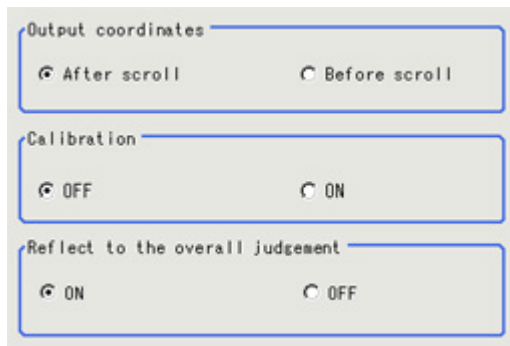 Output coordinates
After scroll Before scroll
Calibration
OFF ON
Reflect to the overall judgement
ON OFF